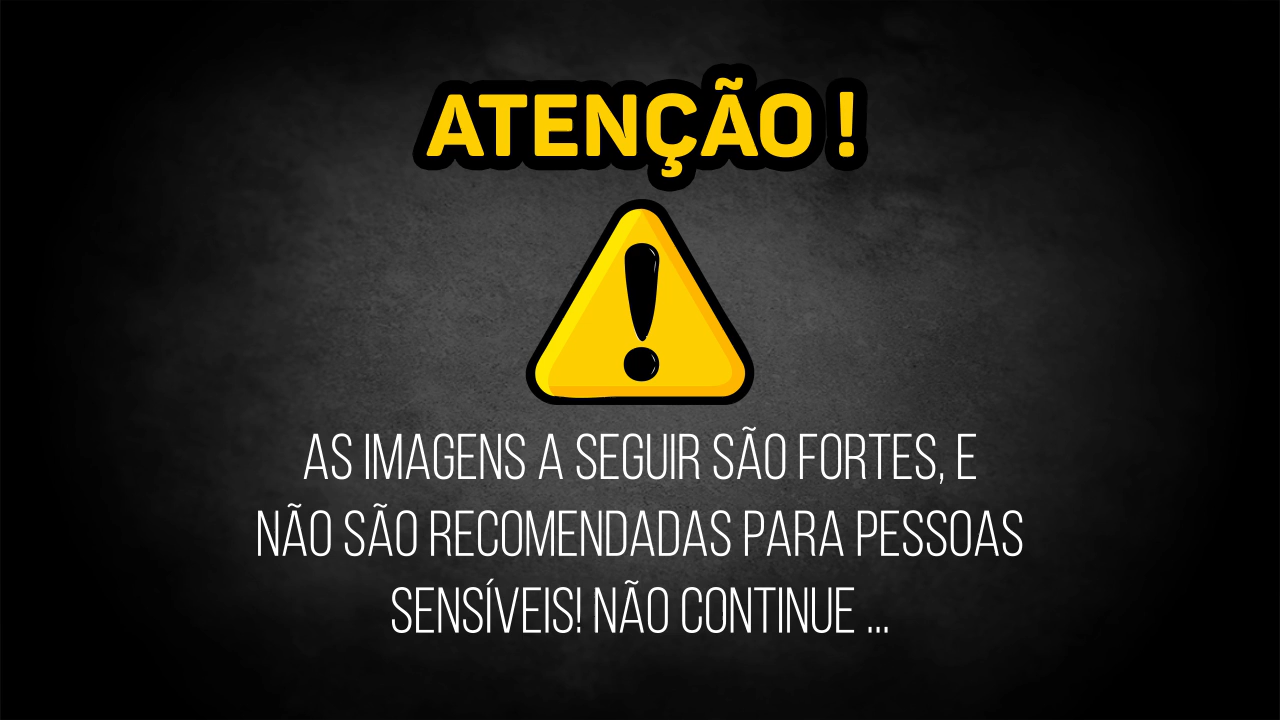 ATENÇÃO !
AS IMAGENS A SEGUIR SÃO FORTES, E
NÃO SÃO RECOMENDADAS PARA PESSOAS
SENSÍVEIS! NÃO CONTINUE ...